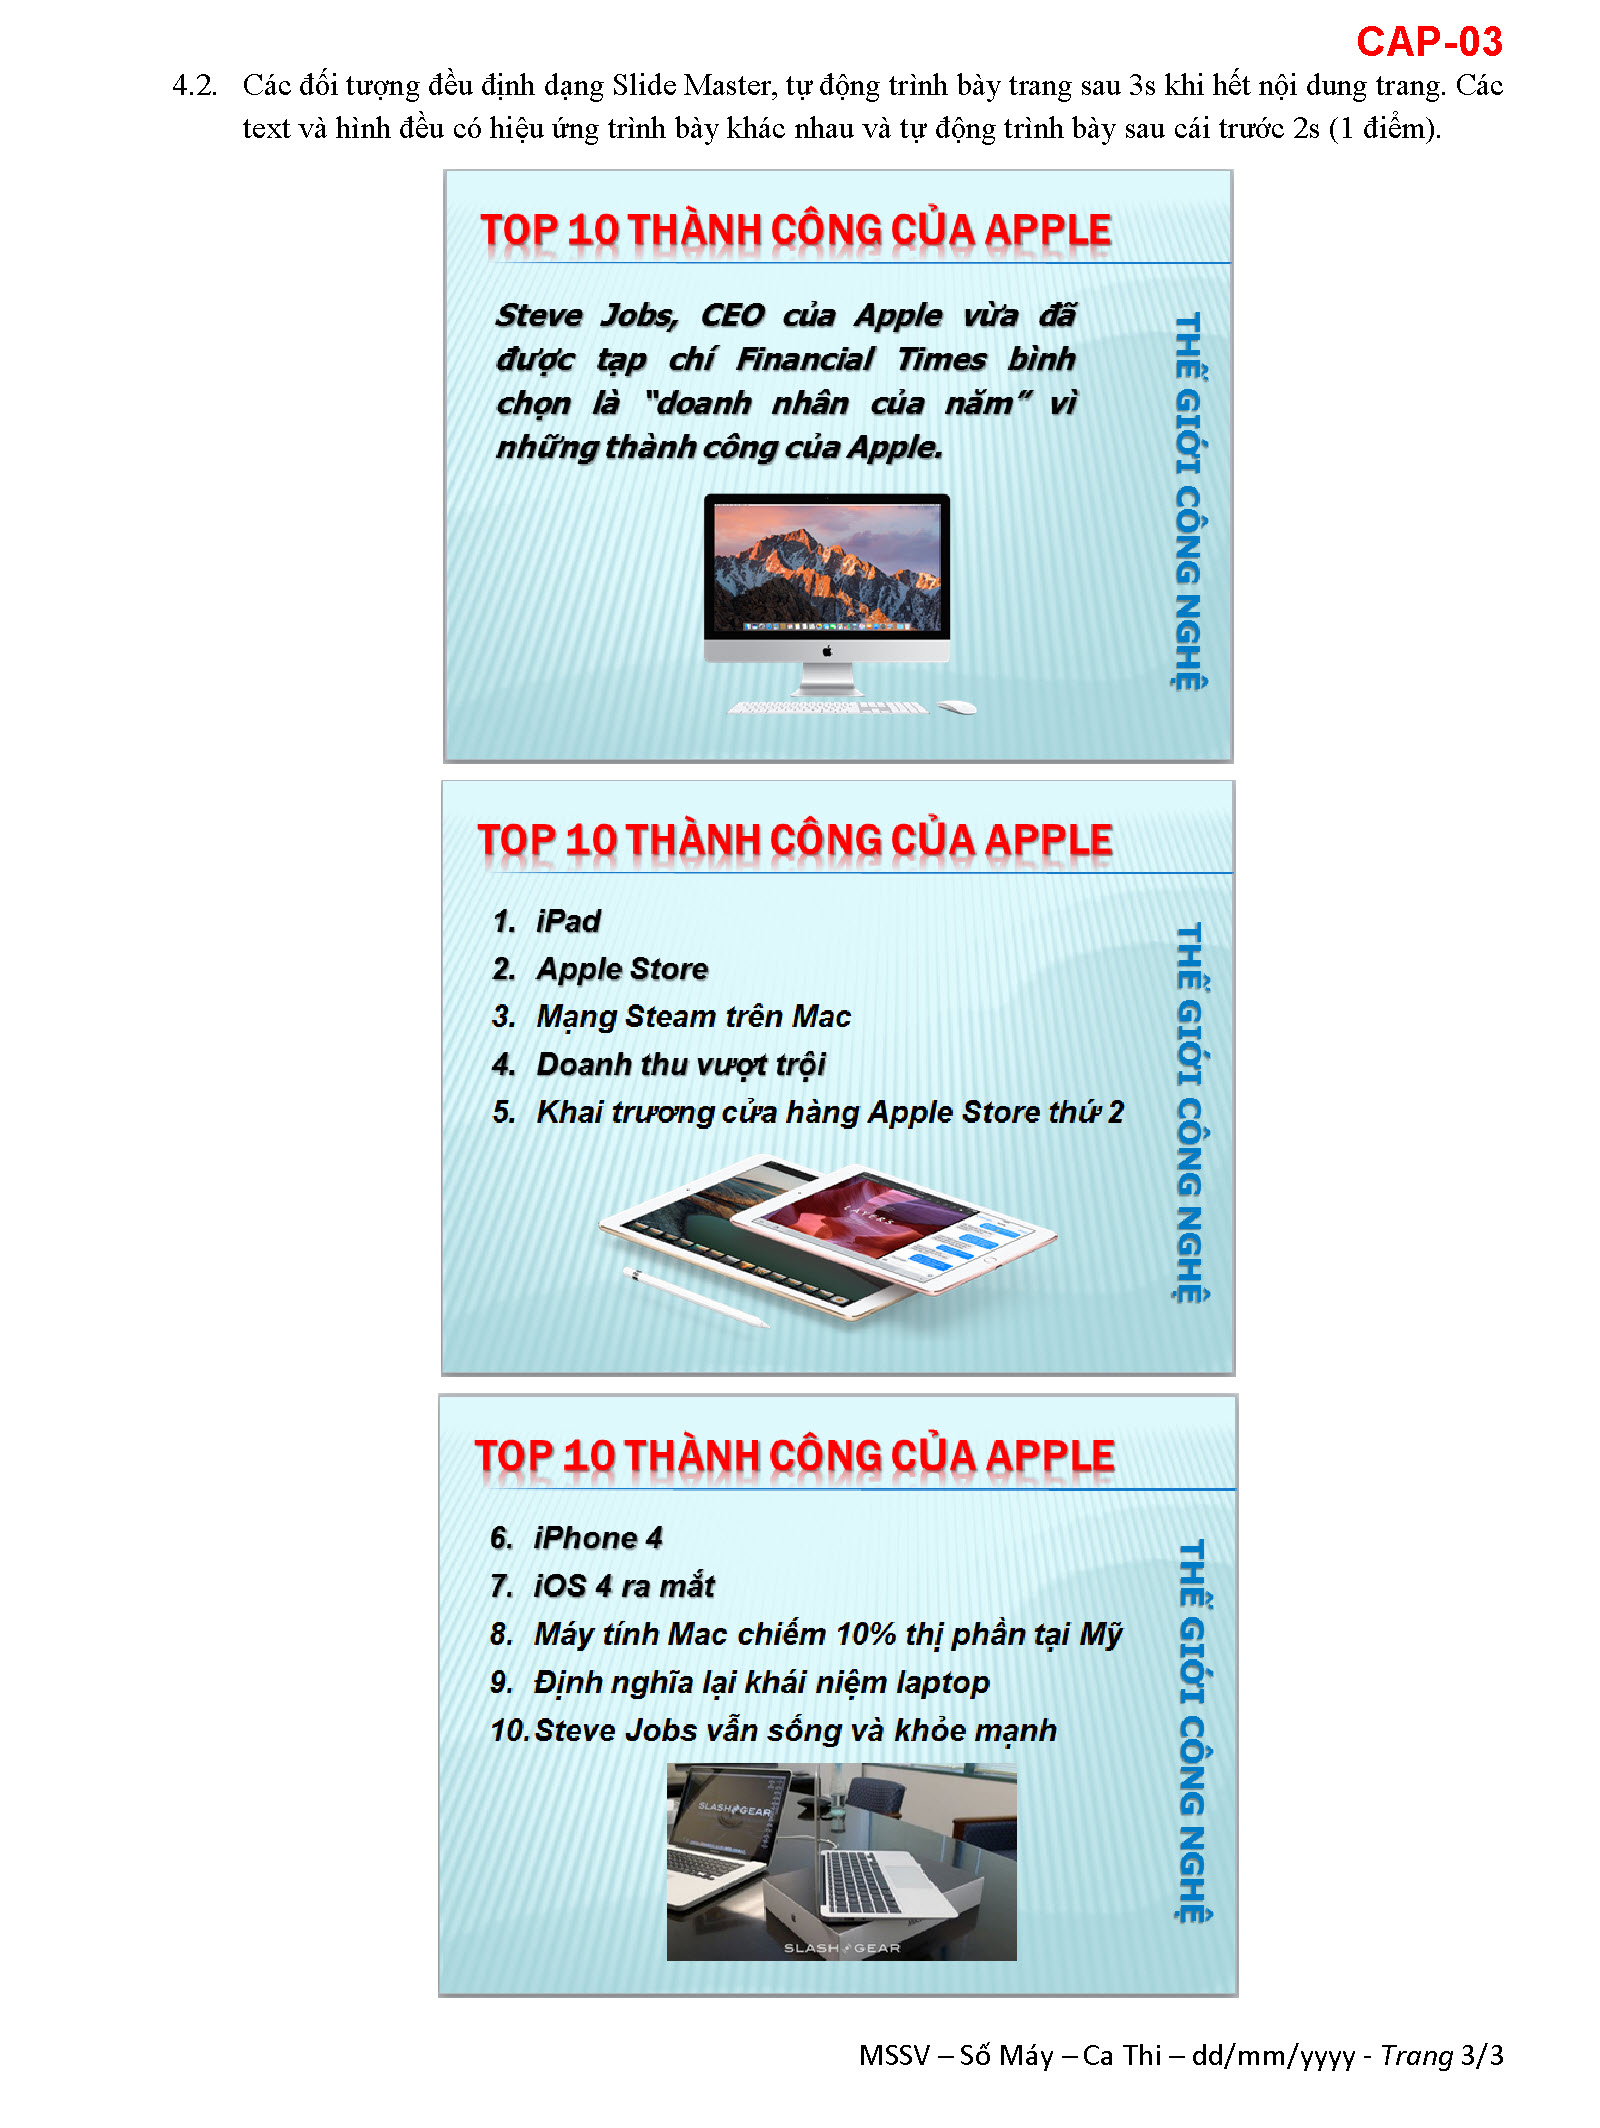 CAP-03
4.2. Các đối tượng đều định dạng Slide Master, tự động trình bày trang sau 3s khi hết nội dung trang. Các
text và hình đều có hiệu ứng trình bày khác nhau và tự động trình bày sau cái trước 2s (1 điểm).
TOP 10 THÀNH CÔNG CỦA APPLE
Steve Jobs, CEO của Apple vừa đã
được tạp chí Financial Times bình
chọn là “doanh nhân của năm” vì
những thành công của Apple.
THẾ GIỚI CÔNG NGHỆ
TOP 10 THÀNH CÔNG CỦA APPLE
1. iPad
2. Apple Store
3. Mạng Steam trên Mac
4. Doanh thu vượt trội
5. Khai trương cửa hàng Apple Store thứ 2
LAYERS
THẾ GIỚI CÔNG NGHỆ
TOP 10 THÀNH CÔNG CỦA APPLE
6. iPhone 4
7. iOS 4 ra mắt
8. Máy tính Mac chiếm 10% thị phần tại Mỹ
9. Định nghĩa lại khái niệm laptop
10. Steve Jobs vẫn sống và khỏe mạnh
SLASH GEAR
SLASH GEAR
THẾ GIỚI CÔNG NGHỆ
MSSV – Số Máy – Ca Thi – dd/mm/yyyy - Trang 3/3